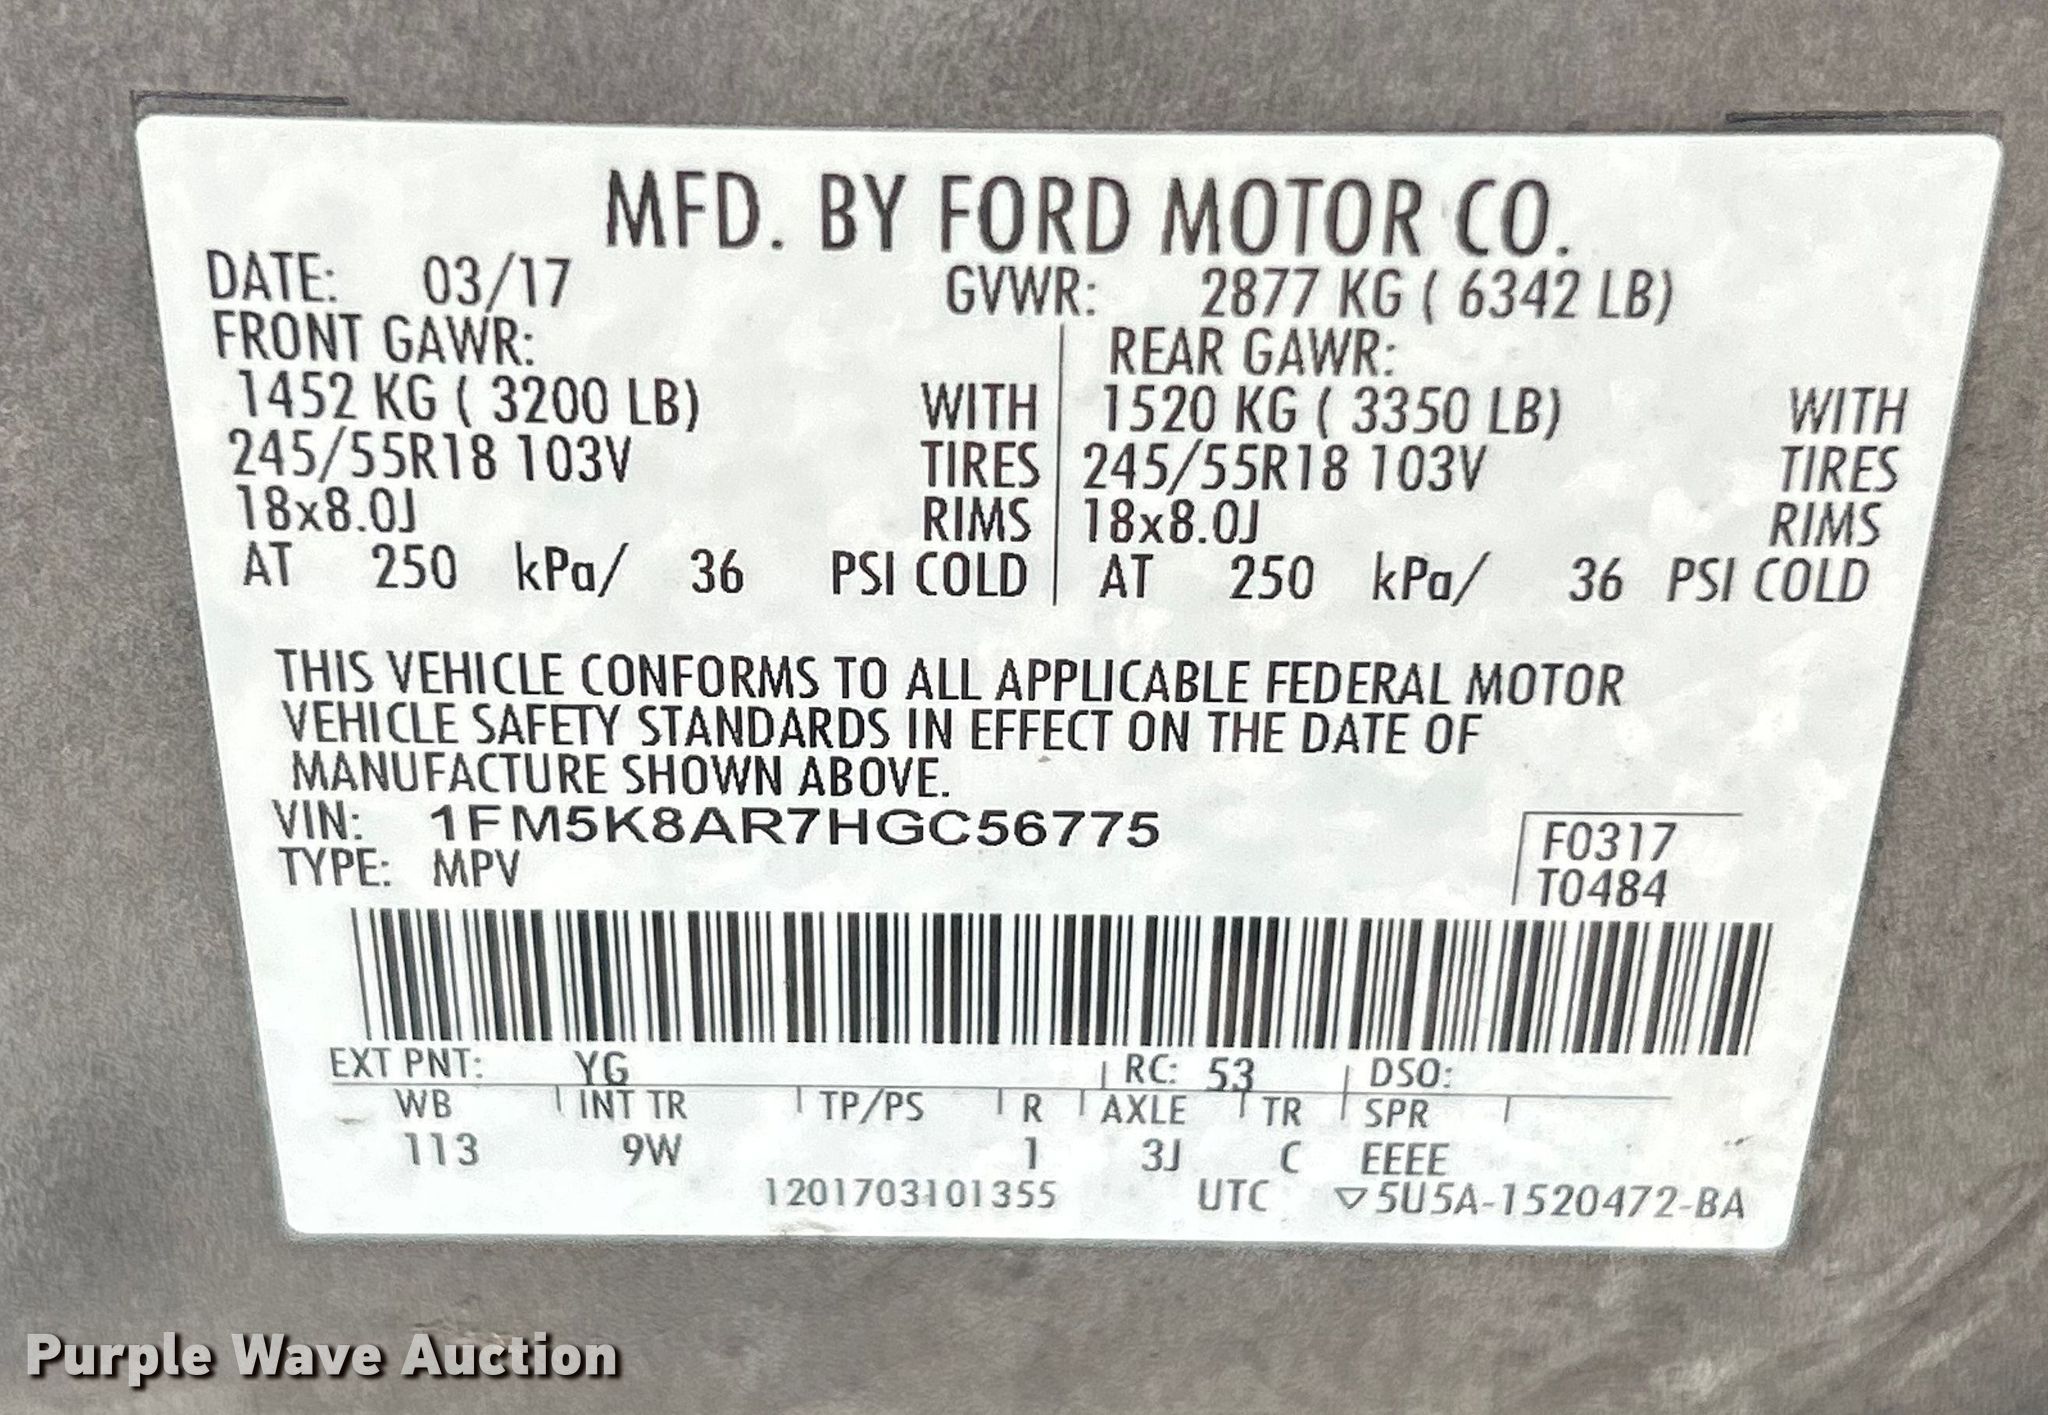 MFD. BY FORD MOTOR CO.
DATE: 03/17 GVWR: 2877 KG ( 6342 LB)
FRONT GAWR: REAR GAWR:
1452 KG ( 3200 LB) WITH 1520 KG ( 3350 LB) WITH
245/55R18 103V TIRES 245/55R18 103V TIRES
18x8.0J RIMS 18x8.0J RIMS
AT 250 kPa/ 36 PSI COLD AT 250 kPa/ 36 PSI COLD
THIS VEHICLE CONFORMS TO ALL APPLICABLE FEDERAL MOTOR
VEHICLE SAFETY STANDARDS IN EFFECT ON THE DATE OF
MANUFACTURE SHOWN ABOVE.
VIN: 1FM5K8AR7HGC56775 F0317
TYPE: MPV T0484
EXT PNT: YG RC: 53 DSO:
WB INT TR TP/PS R AXLE TR SPR
113 9W 1 3J C EEEE
1201703101355 UTC ▽5U5A-1520472-BA
Purple Wave Auction